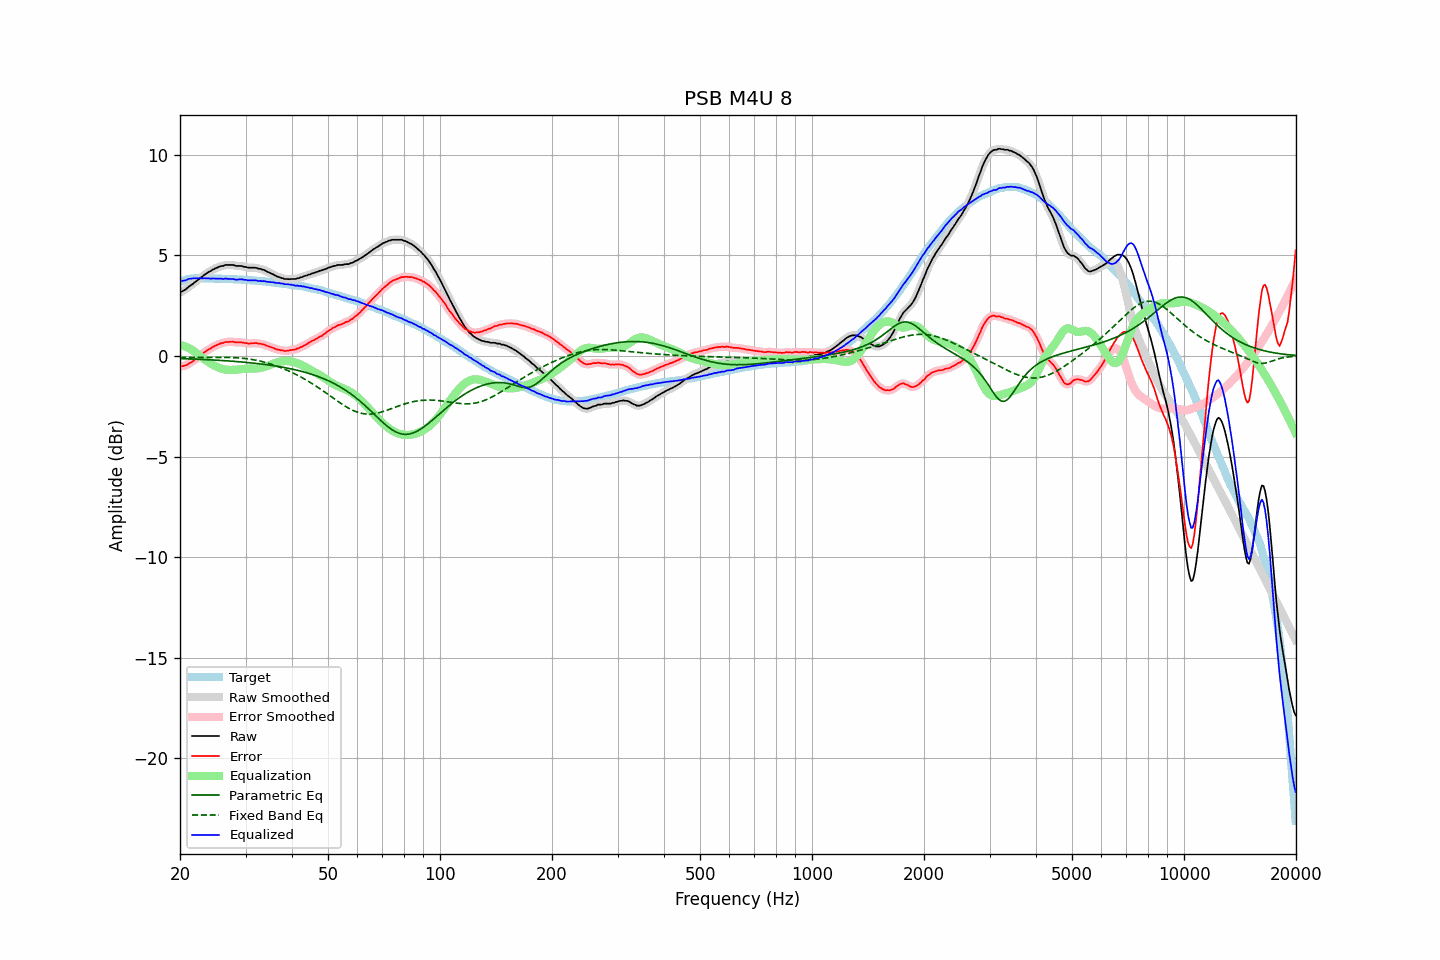 PSB M4U 8
10
5
0
−5
−10
−15
−20
Amplitude (dBr)
Target
Raw Smoothed
Error Smoothed
Raw
Error
Equalization
Parametric Eq
Fixed Band Eq
Equalized
20 50 100 200 500 1000 2000 5000 10000 20000
Frequency (Hz)